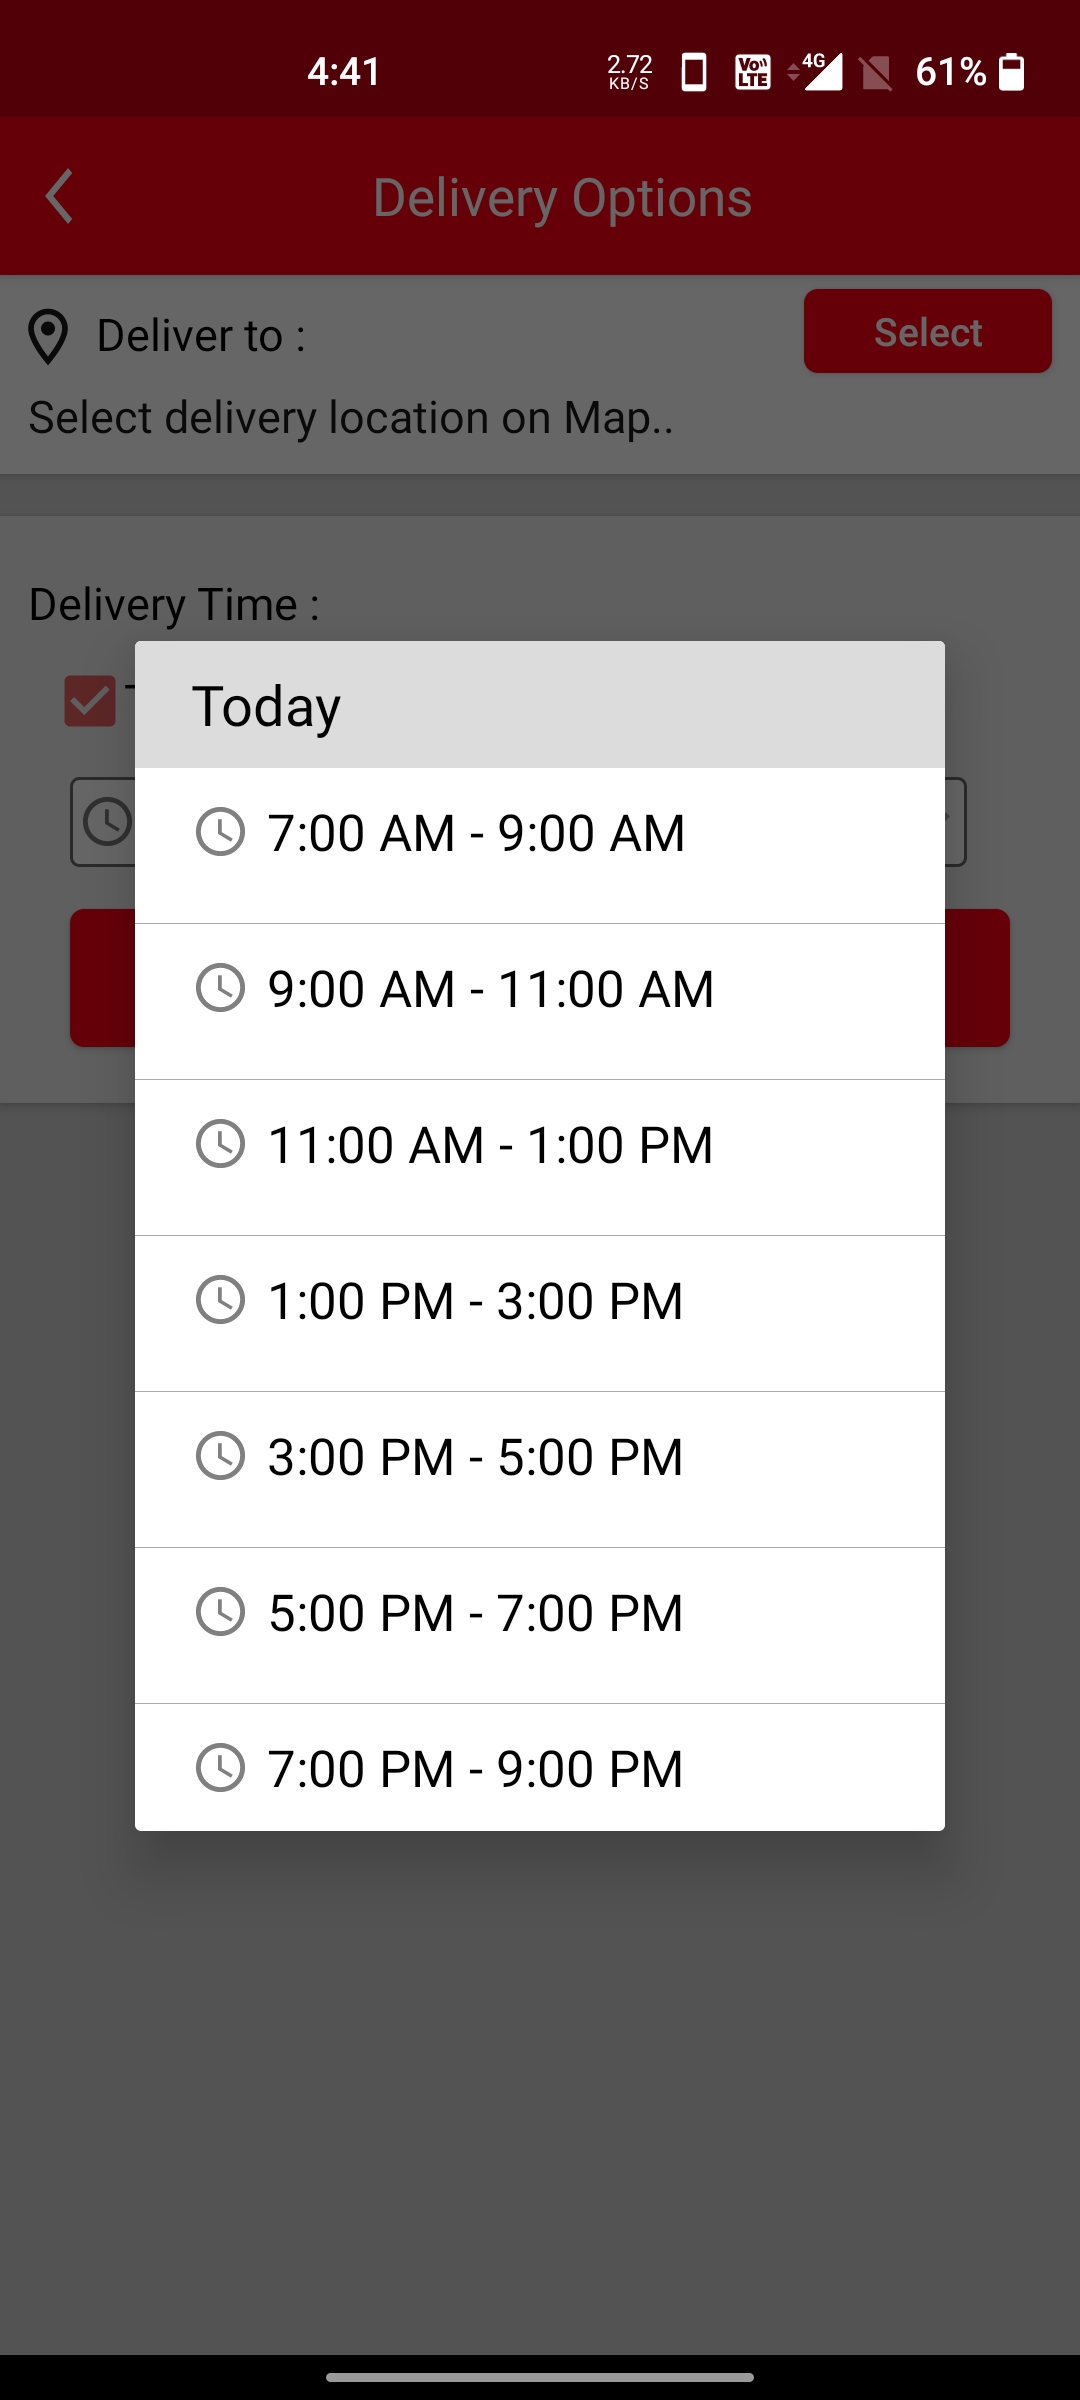 4:41
2.72
KB/S
Vo
LTE
4G
61%
Delivery Options
Deliver to :
Select
Select delivery location on Map..
Delivery Time :
Today
7:00 AM - 9:00 AM
9:00 AM - 11:00 AM
11:00 AM - 1:00 PM
1:00 PM - 3:00 PM
3:00 PM - 5:00 PM
5:00 PM - 7:00 PM
7:00 PM - 9:00 PM